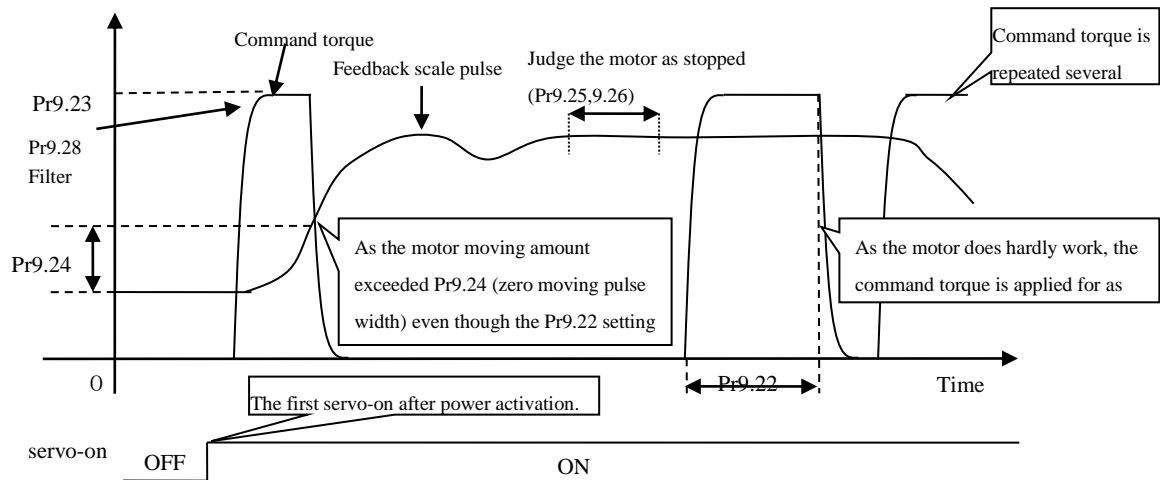 Command torque
Feedback scale pulse
Judge the motor as stopped
(Pr9.25,9.26)
Command torque is
repeated several
Pr9.23
Pr9.28
Filter
Pr9.24
As the motor moving amount
exceeded Pr9.24 (zero moving pulse
width) even though the Pr9.22 setting
As the motor does hardly work, the
command torque is applied for as
0
Pr9.22
Time
The first servo-on after power activation.
servo-on
OFF
ON